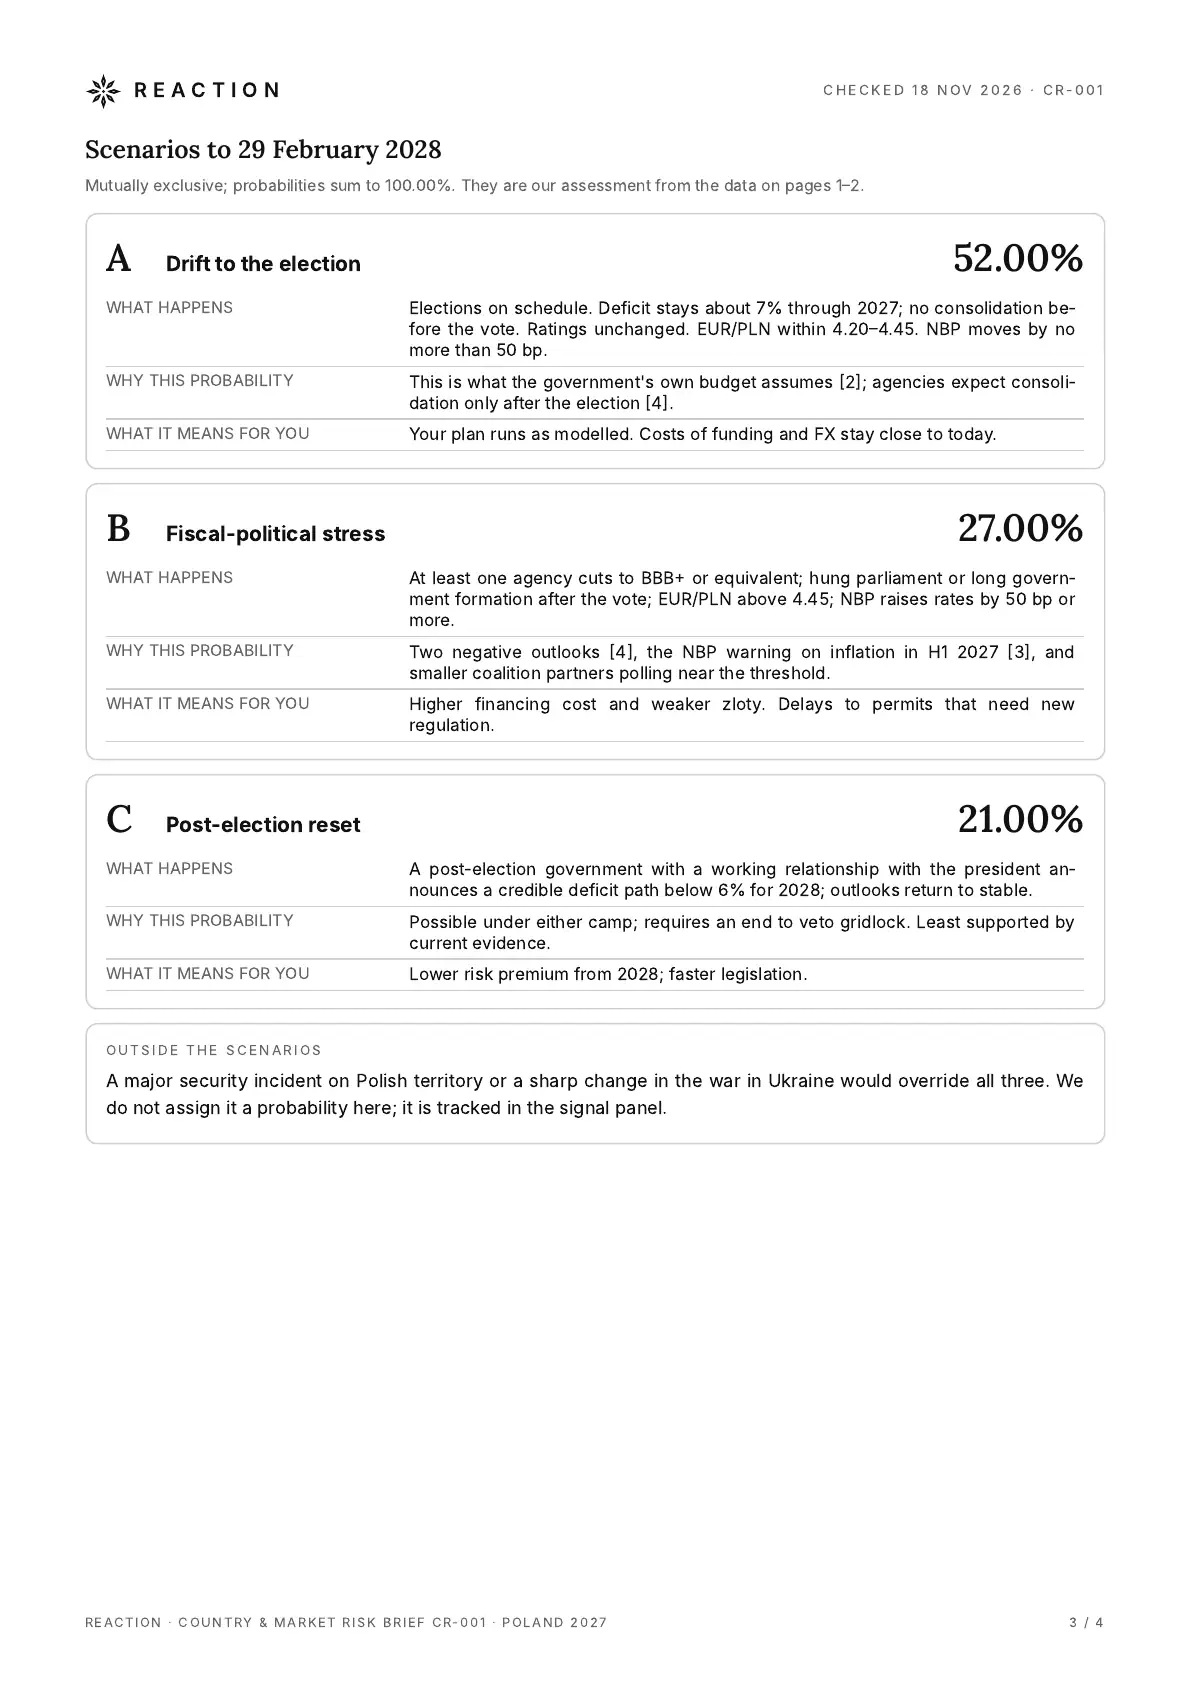 REACTION
CHECKED 18 NOV 2026 · CR-001
Scenarios to 29 February 2028
Mutually exclusive; probabilities sum to 100.00%. They are our assessment from the data on pages 1–2.
A Drift to the election 52.00%
WHAT HAPPENS
Elections on schedule. Deficit stays about 7% through 2027; no consolidation be-
fore the vote. Ratings unchanged. EUR/PLN within 4.20–4.45. NBP moves by no
more than 50 bp.
WHY THIS PROBABILITY
This is what the government's own budget assumes [2]; agencies expect consoli-
dation only after the election [4].
WHAT IT MEANS FOR YOU
Your plan runs as modelled. Costs of funding and FX stay close to today.
B Fiscal-political stress 27.00%
WHAT HAPPENS
At least one agency cuts to BBB+ or equivalent; hung parliament or long govern-
ment formation after the vote; EUR/PLN above 4.45; NBP raises rates by 50 bp or
more.
WHY THIS PROBABILITY
Two negative outlooks [4], the NBP warning on inflation in H1 2027 [3], and
smaller coalition partners polling near the threshold.
WHAT IT MEANS FOR YOU
Higher financing cost and weaker zloty. Delays to permits that need new
regulation.
C Post-election reset 21.00%
WHAT HAPPENS
A post-election government with a working relationship with the president an-
nounces a credible deficit path below 6% for 2028; outlooks return to stable.
WHY THIS PROBABILITY
Possible under either camp; requires an end to veto gridlock. Least supported by
current evidence.
WHAT IT MEANS FOR YOU
Lower risk premium from 2028; faster legislation.
OUTSIDE THE SCENARIOS
A major security incident on Polish territory or a sharp change in the war in Ukraine would override all three. We
do not assign it a probability here; it is tracked in the signal panel.
REACTION · COUNTRY & MARKET RISK BRIEF CR-001 · POLAND 2027
3 / 4